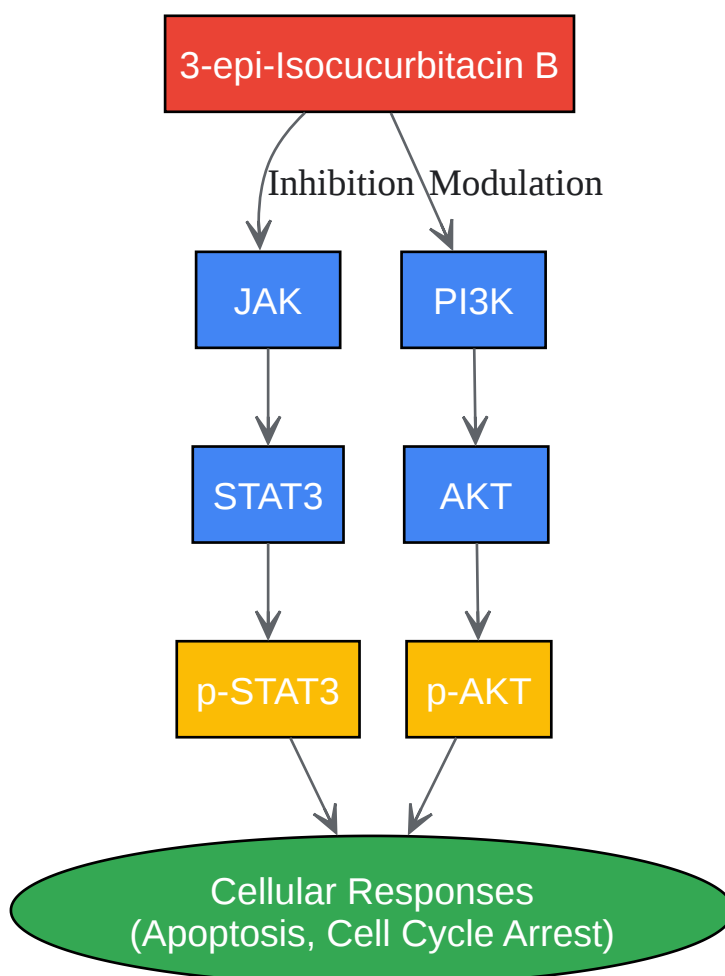 3-epi-Isocucurbitacin B
Inhibition
Modulation
JAK
PI3K
STAT3
AKT
p-STAT3
p-AKT
Cellular Responses
(Apoptosis, Cell Cycle Arrest)